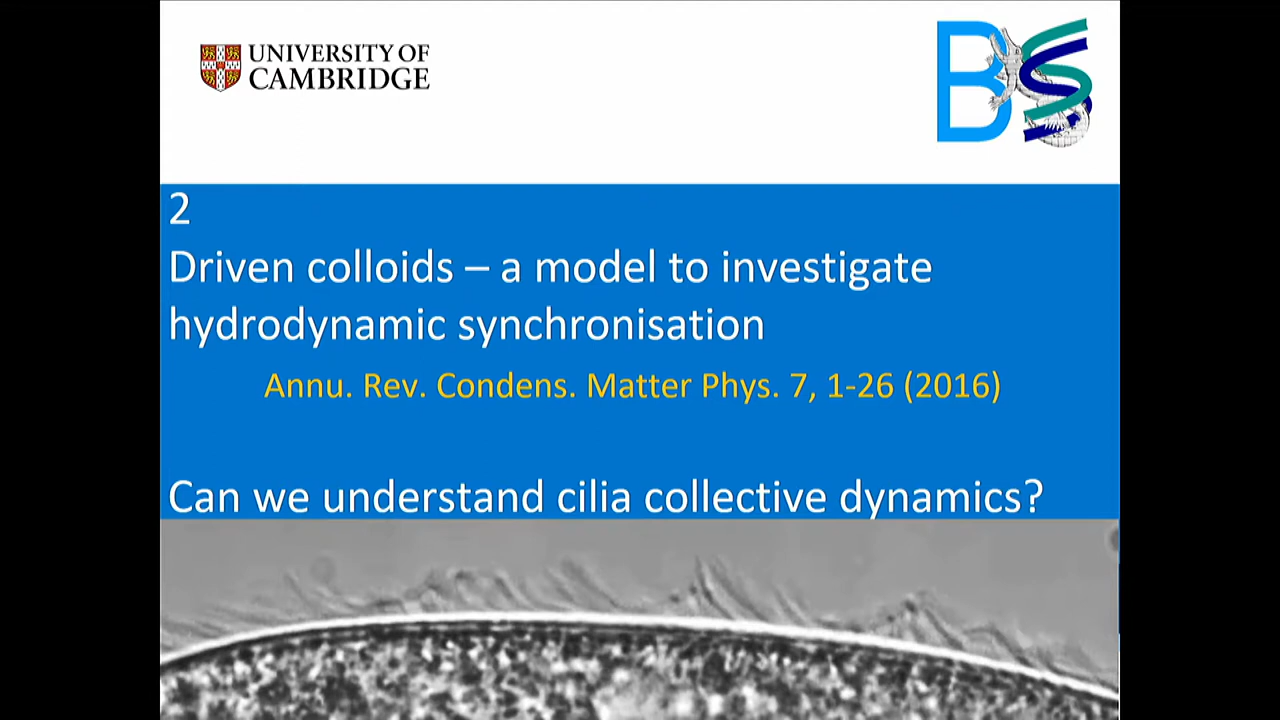 UNIVERSITY OF
CAMBRIDGE
BSS
2
Driven colloids – a model to investigate
hydrodynamic synchronisation
Annu. Rev. Condens. Matter Phys. 7, 1-26 (2016)
Can we understand cilia collective dynamics?